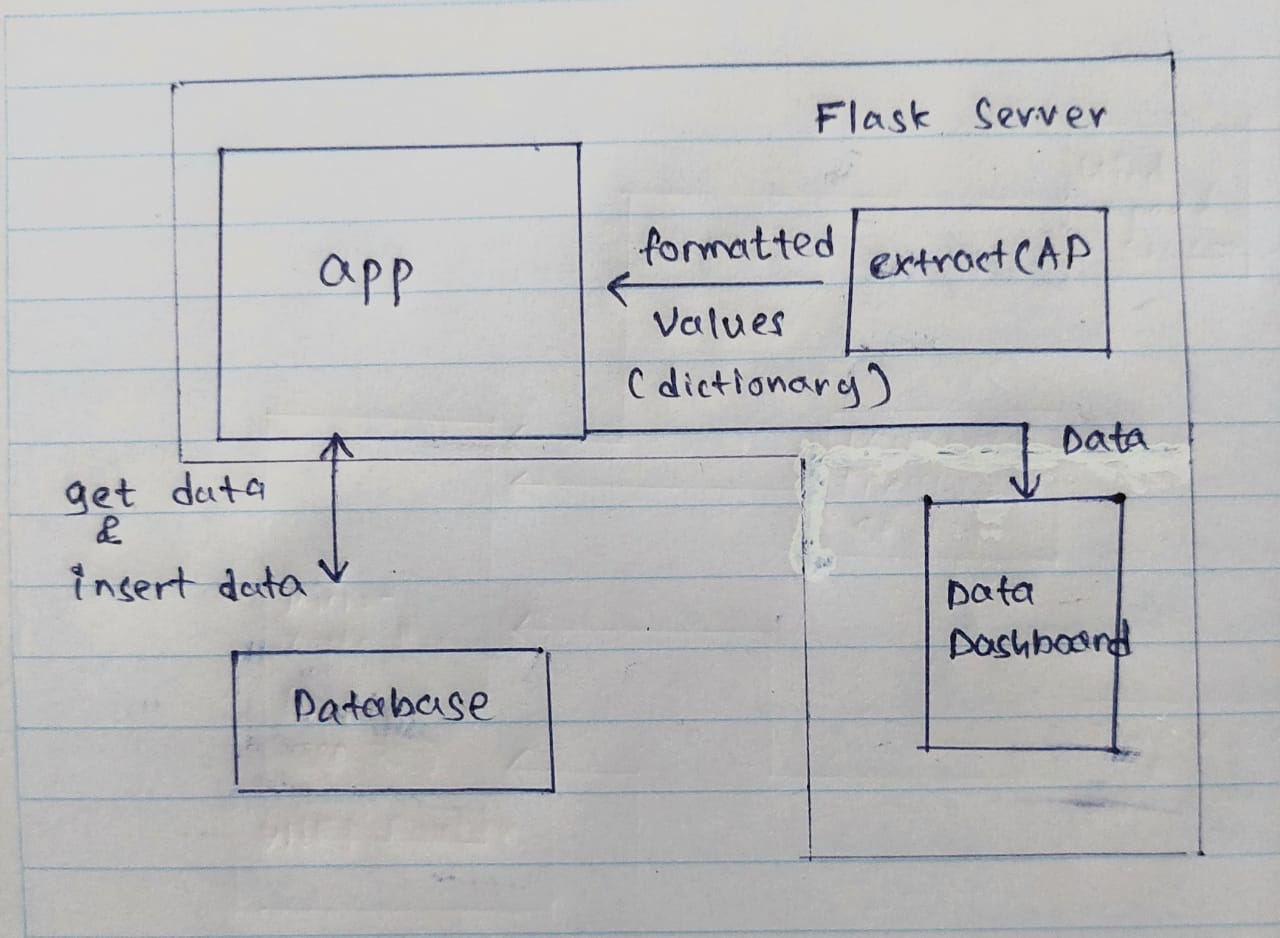 Flask Server
app
formatted
Values
(dictionary)
extractCAP
Data
get data
&
insert data
Data
Dashboard
Database